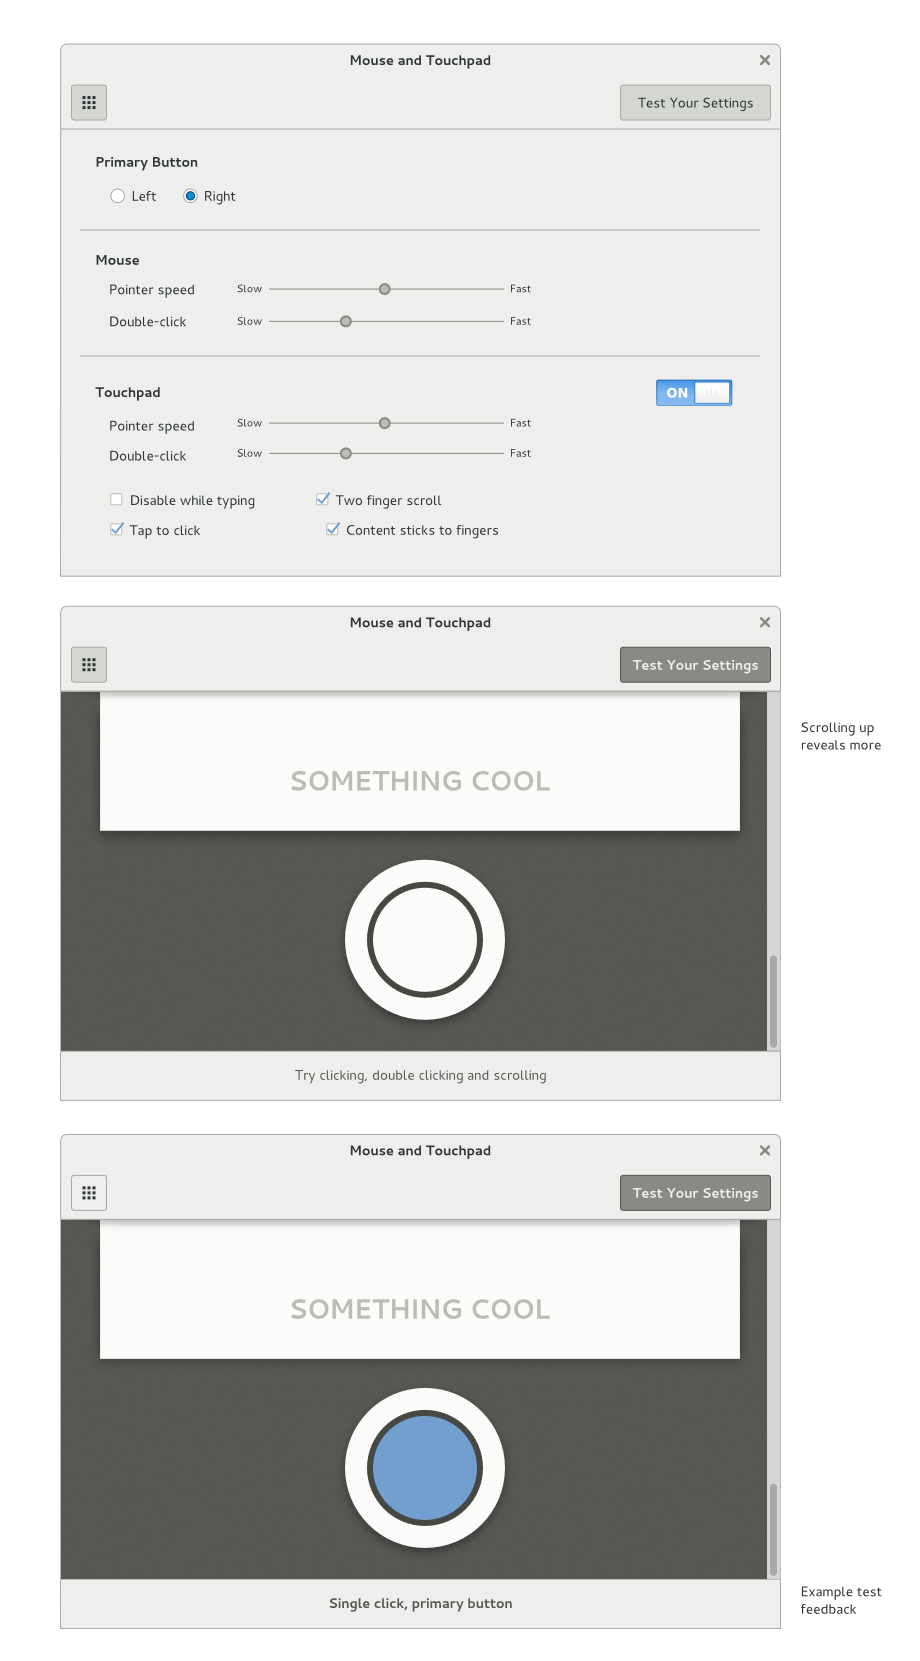 Mouse and Touchpad
Test Your Settings
Primary Button
Left Right
Mouse
Pointer speed Slow Fast
Double-click Slow Fast
Touchpad ON
Pointer speed Slow Fast
Double-click Slow Fast
Disable while typing Two finger scroll
Tap to click Content sticks to fingers
Mouse and Touchpad
Test Your Settings
Scrolling up
reveals more
SOMETHING COOL
Try clicking, double clicking and scrolling
Mouse and Touchpad
Test Your Settings
SOMETHING COOL
Single click, primary button
Example test
feedback